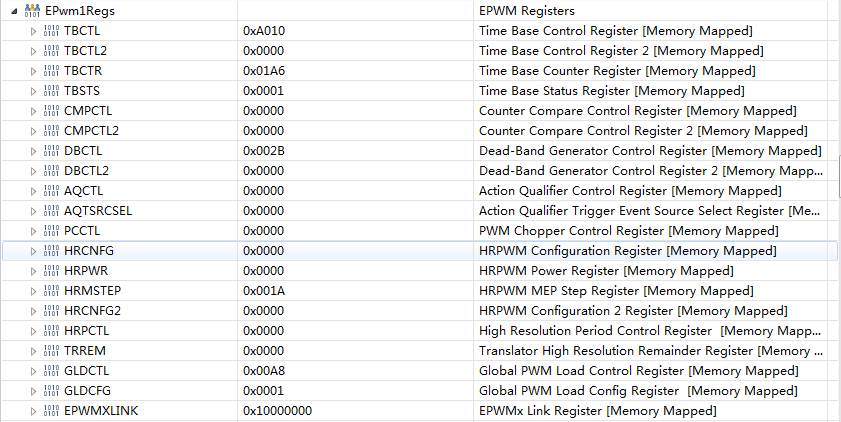 EPwm1Regs EPWM Registers
TBCTL 0xA010 Time Base Control Register [Memory Mapped]
TBCTL2 0x0000 Time Base Control Register 2 [Memory Mapped]
TBCTR 0x01A6 Time Base Counter Register [Memory Mapped]
TBSTS 0x0001 Time Base Status Register [Memory Mapped]
CMPCTL 0x0000 Counter Compare Control Register [Memory Mapped]
CMPCTL2 0x0000 Counter Compare Control Register 2 [Memory Mapped]
DBCTL 0x002B Dead-Band Generator Control Register [Memory Mapped]
DBCTL2 0x0000 Dead-Band Generator Control Register 2 [Memory Mapp...
AQCTL 0x0000 Action Qualifier Control Register [Memory Mapped]
AQTSRCSEL 0x0000 Action Qualifier Trigger Event Source Select Register [Me...
PCCTL 0x0000 PWM Chopper Control Register [Memory Mapped]
HRCNFG 0x0000 HRPWM Configuration Register [Memory Mapped]
HRPWR 0x0000 HRPWM Power Register [Memory Mapped]
HRMSTEP 0x001A HRPWM MEP Step Register [Memory Mapped]
HRCNFG2 0x0000 HRPWM Configuration 2 Register [Memory Mapped]
HRPCTL 0x0000 High Resolution Period Control Register [Memory Mapp...
TRREM 0x0000 Translator High Resolution Remainder Register [Memory ...
GLDCTL 0x00A8 Global PWM Load Control Register [Memory Mapped]
GLDCFG 0x0001 Global PWM Load Config Register [Memory Mapped]
EPWMXLINK 0x10000000 EPWMx Link Register [Memory Mapped]